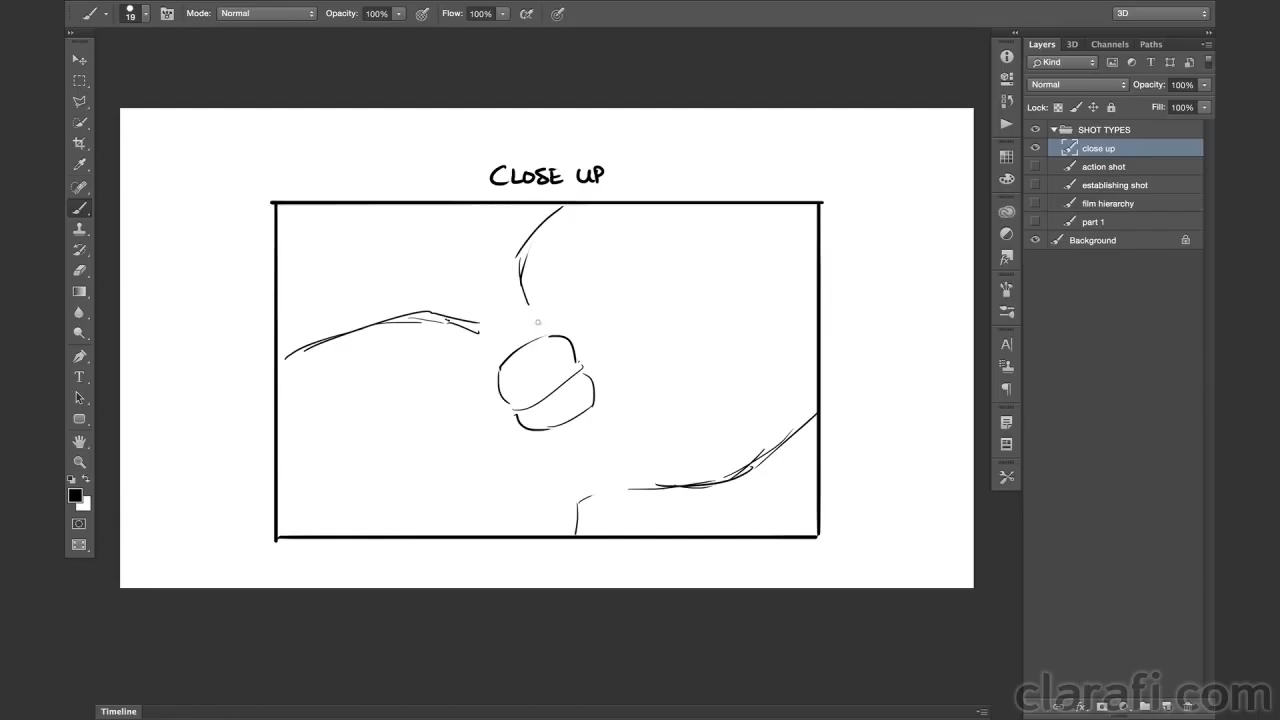 19 Mode: Normal Opacity: 100% Flow: 100% 3D
Layers 3D Channels Paths
Kind
Normal Opacity: 100%
Lock: Fill: 100%
SHOT TYPES
close up
action shot
establishing shot
film hierarchy
part 1
Background
CLOSE UP
Timeline
clarafi.com